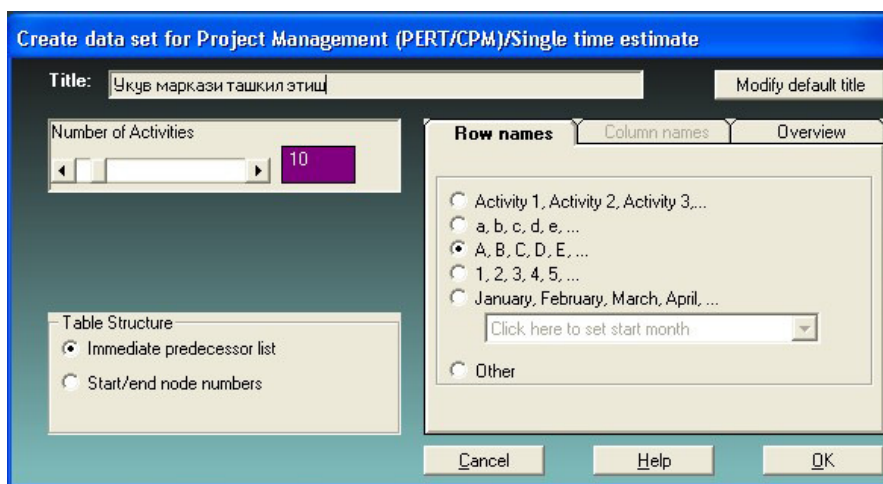 Create data set for Project Management (PERT/CPM)/Single time estimate
Title: Укув маркази ташкил этиш Modify default title
Number of Activities
10
Row names Column names Overview
Activity 1, Activity 2, Activity 3,...
a, b, c, d, e, ...
A, B, C, D, E, ...
1, 2, 3, 4, 5, ...
January, February, March, April, ...
Click here to set start month
Other
Table Structure
Immediate predecessor list
Start/end node numbers
Cancel Help OK